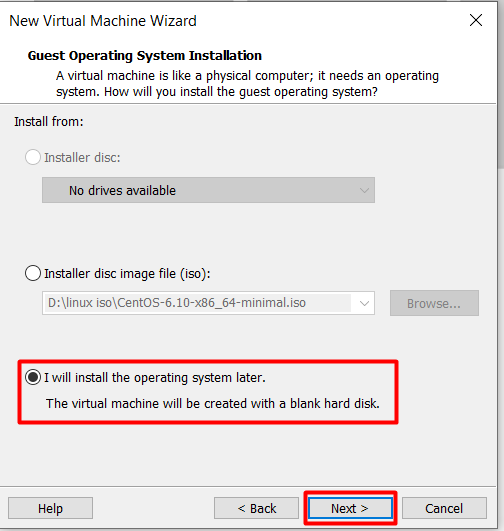 New Virtual Machine Wizard
Guest Operating System Installation
A virtual machine is like a physical computer; it needs an operating
system. How will you install the guest operating system?
Install from:
Installer disc:
No drives available
Installer disc image file (iso):
D:\linux iso\CentOS-6.10-x86_64-minimal.iso
Browse...
I will install the operating system later.
The virtual machine will be created with a blank hard disk.
Help
< Back
Next >
Cancel